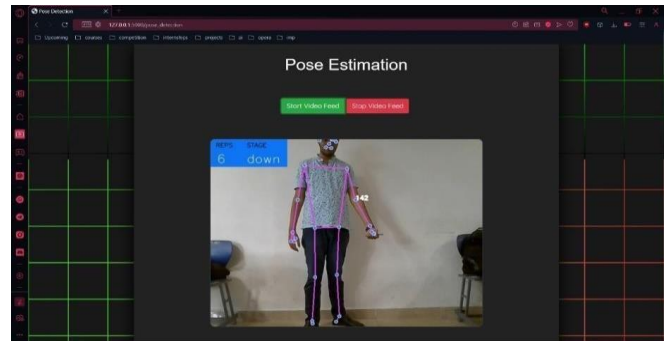 Pose Detection
127.0.0.1:5000/pose_detection
Upcoming courses competition internships projects ai opera imp
Pose Estimation
Start Video Feed Stop Video Feed
REPS STAGE
6 down
142